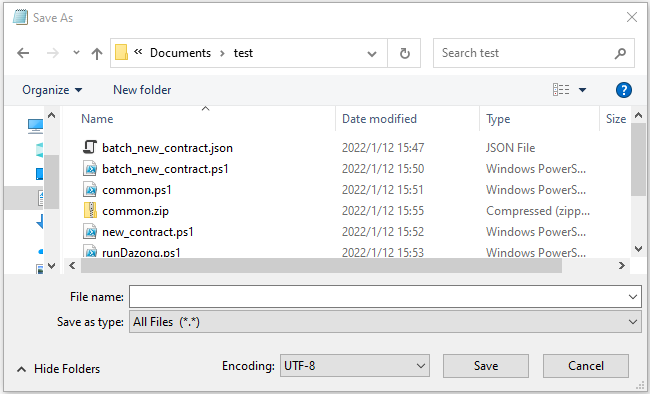 Save As
« Documents › test
Search test
Organize
New folder
Name Date modified Type Size
batch_new_contract.json 2022/1/12 15:47 JSON File
batch_new_contract.ps1 2022/1/12 15:50 Windows PowerS...
common.ps1 2022/1/12 15:51 Windows PowerS...
common.zip 2022/1/12 15:55 Compressed (zipp...
new_contract.ps1 2022/1/12 15:52 Windows PowerS...
runDazong.ps1 2022/1/12 15:53 Windows PowerS...
File name:
Save as type: All Files (*.*)
Hide Folders
Encoding: UTF-8
Save
Cancel